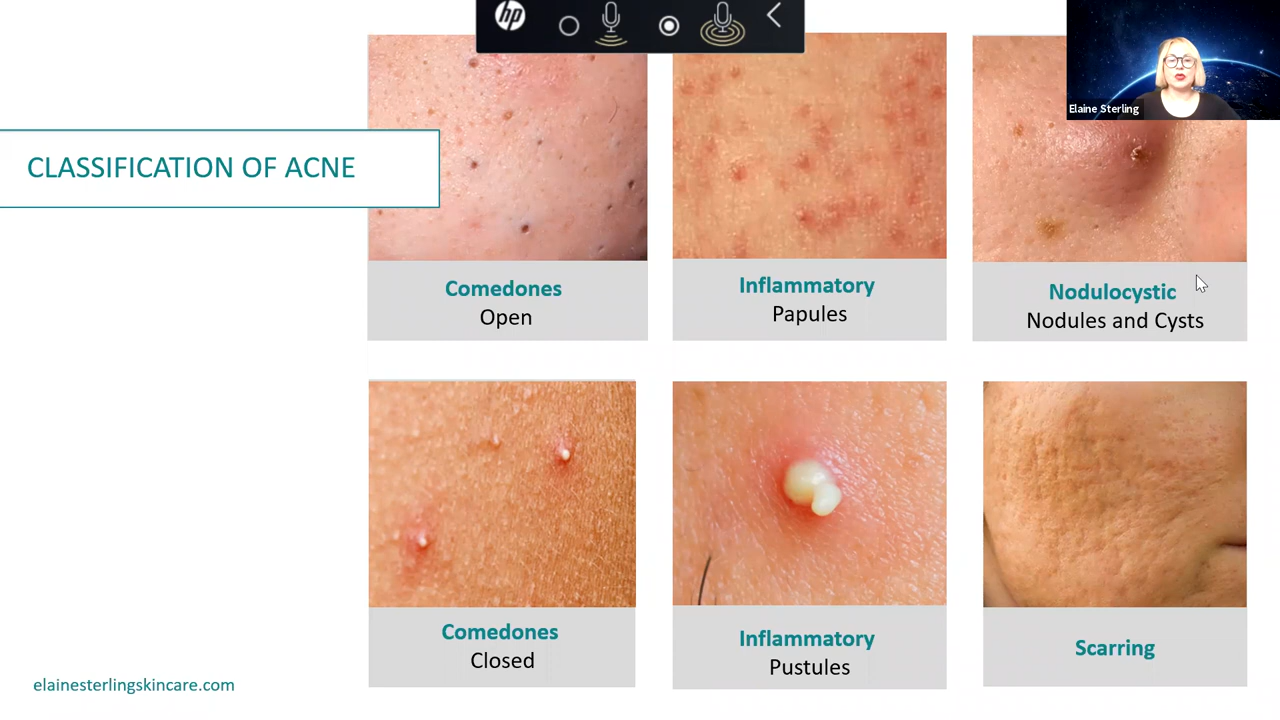 hp
Elaine Sterling
CLASSIFICATION OF ACNE
Comedones
Open
Inflammatory
Papules
Nodulocystic
Nodules and Cysts
Comedones
Closed
Inflammatory
Pustules
Scarring
elainesterlingskincare.com